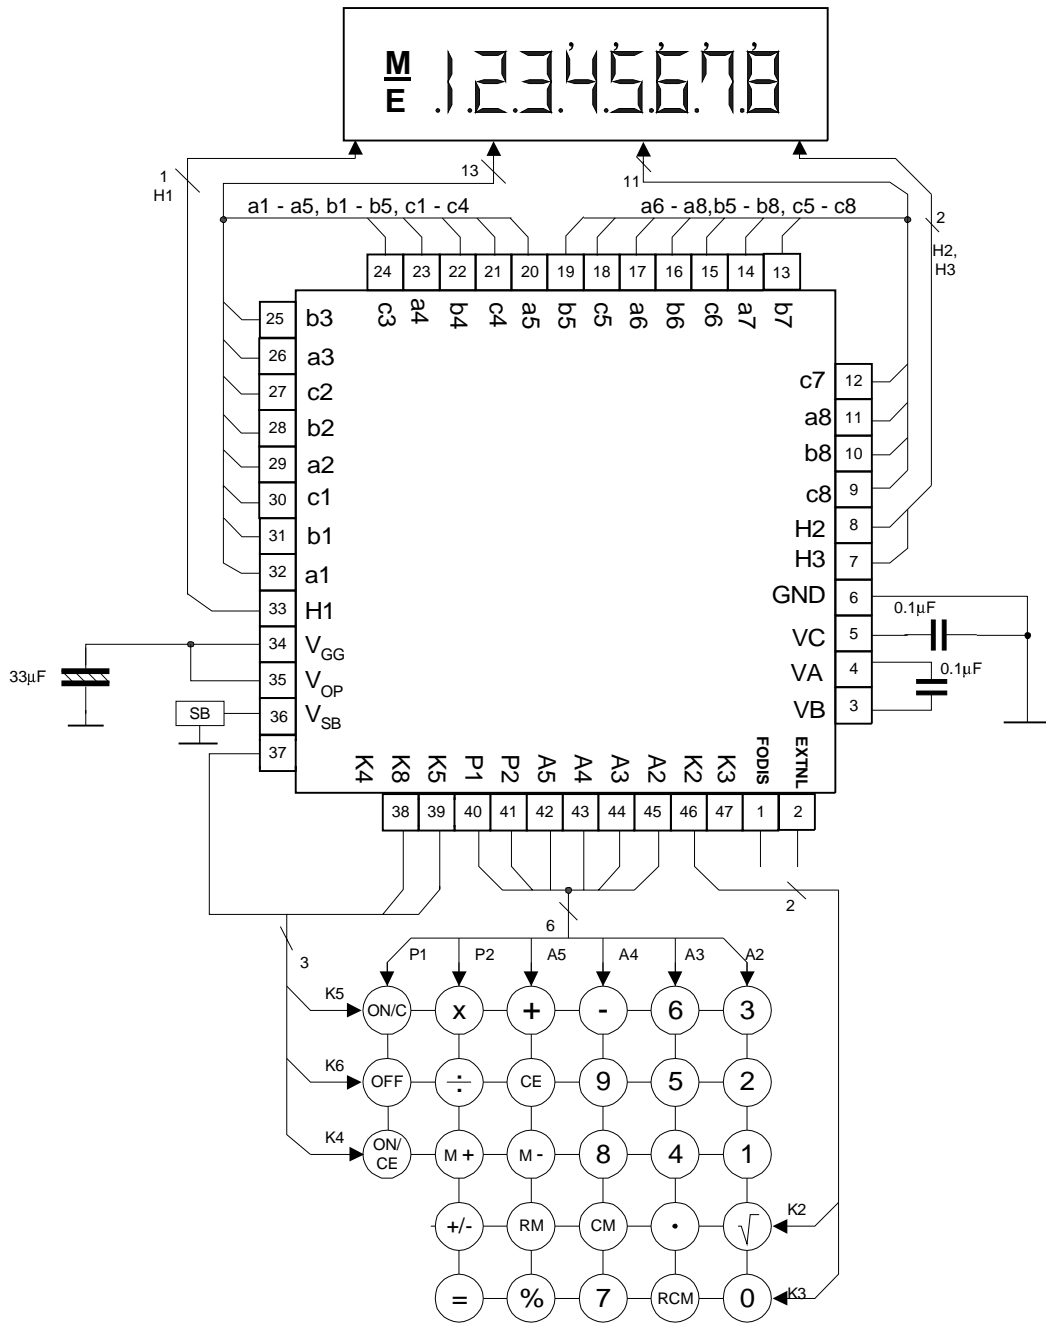 M
E
.1.2.3.4.5.6.7.8
1
H1
13
11
2
H2,
H3
a1 - a5, b1 - b5, c1 - c4
a6 - a8,b5 - b8, c5 - c8
24 23 22 21 20 19 18 17 16 15 14 13
c3 a4 b4 c4 a5 b5 c5 a6 b6 c6 a7 b7
25 b3
26 a3
27 c2
28 b2
29 a2
30 c1
31 b1
32 a1
33 H1
34 VGG
35 VOP
36 VSB
37
33µF
SB
c7 12
a8 11
b8 10
c8 9
H2 8
H3 7
GND 6
VC 5
VA 4
VB 3
0.1µF
0.1µF
K4 K8 K5 P1 P2 A5 A4 A3 A2 K2 K3 FODIS EXTNL
38 39 40 41 42 43 44 45 46 47 1 2
2
6
3
P1 P2 A5 A4 A3 A2
K5 ON/C x + - 6 3
K6 OFF ÷ CE 9 5 2
K4 ON/
CE M + M - 8 4 1
+/- RM CM • √ K2
= % 7 RCM 0 K3